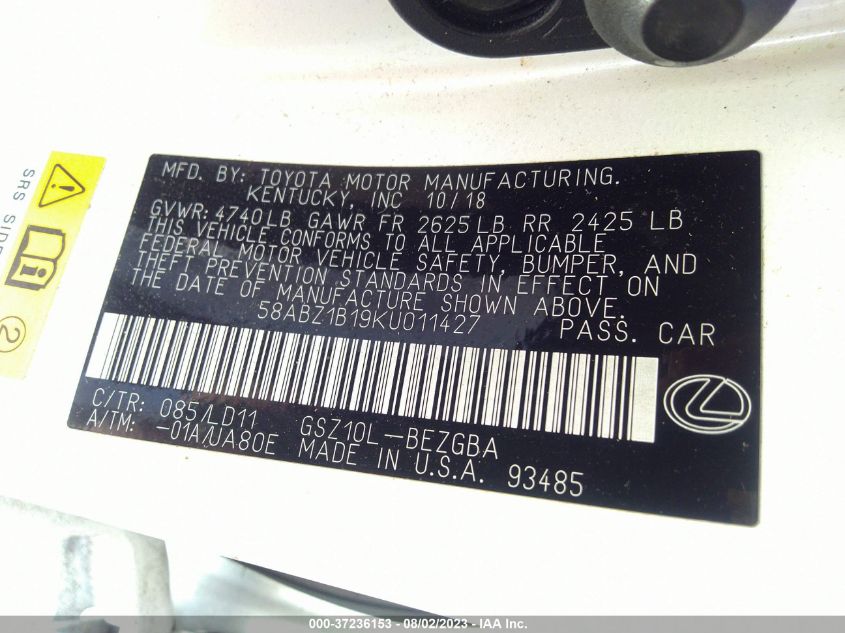 MFD. BY: TOYOTA MOTOR MANUFACTURING.
KENTUCKY, INC 10/18
GVWR: 4740LB GAWR FR 2625LB RR 2425 LB
THIS VEHICLE CONFORMS TO ALL APPLICABLE
FEDERAL MOTOR VEHICLE SAFETY, BUMPER, AND
THEFT PREVENTION STANDARDS IN EFFECT ON
THE DATE OF MANUFACTURE SHOWN ABOVE.
58ABZ1B19KU011427 PASS. CAR
C/TR: 085/LD11 GSZ10L-BEZGBA
A/TM: -01A/UA80E MADE IN U.S.A. 93485
SRS SIDE
2
000-37236153 - 08/02/2023 - IAA Inc.